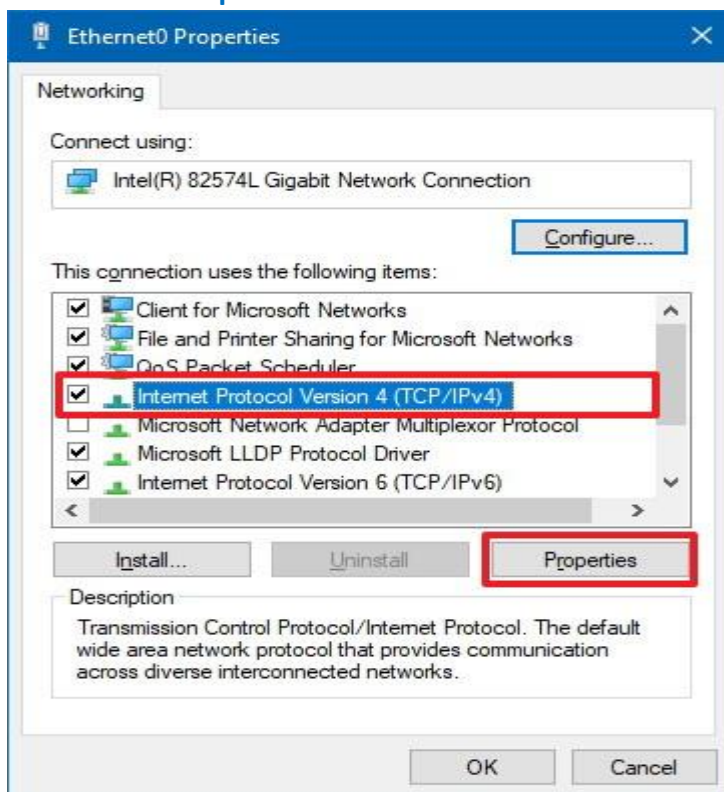 Ethernet0 Properties
Networking
Connect using:
Intel(R) 82574L Gigabit Network Connection
Configure...
This connection uses the following items:
Client for Microsoft Networks
File and Printer Sharing for Microsoft Networks
QoS Packet Scheduler
Internet Protocol Version 4 (TCP/IPv4)
Microsoft Network Adapter Multiplexor Protocol
Microsoft LLDP Protocol Driver
Internet Protocol Version 6 (TCP/IPv6)
Install... Uninstall Properties
Description
Transmission Control Protocol/Internet Protocol. The default
wide area network protocol that provides communication
across diverse interconnected networks.
OK Cancel